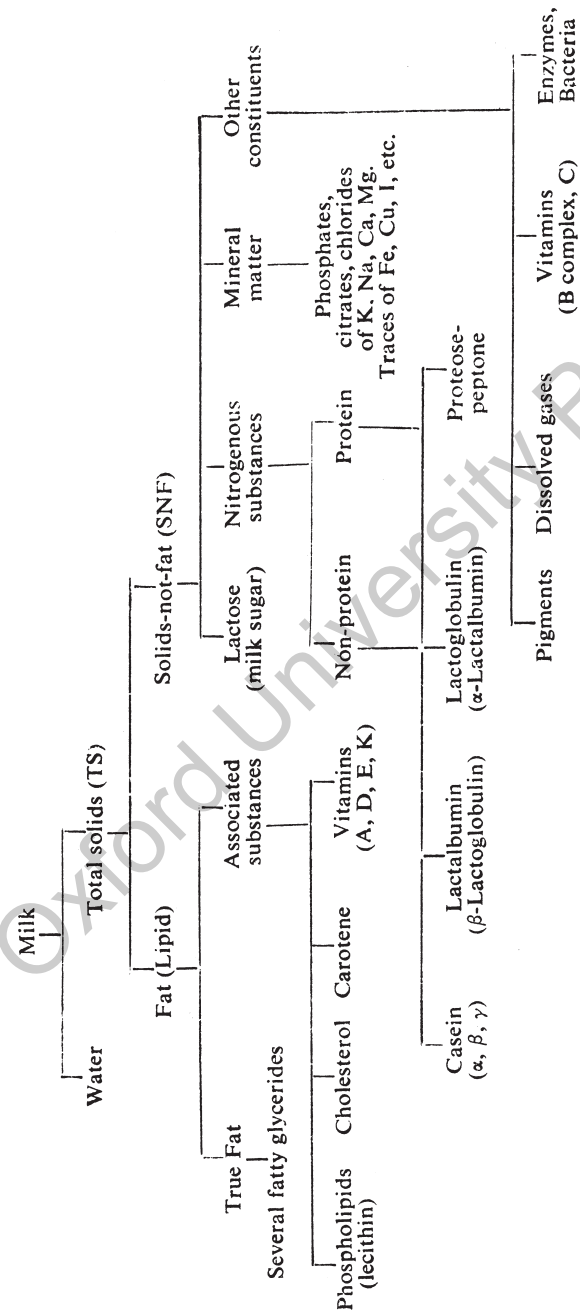 Milk
Water
Total solids (TS)
Fat (Lipid)
Solids-not-fat (SNF)
True Fat
Associated
substances
Lactose
(milk sugar)
Nitrogenous
substances
Mineral
matter
Other
constituents
Several fatty glycerides
Phospholipids
(lecithin)
Cholesterol
Carotene
Vitamins
(A, D, E, K)
Non-protein
Protein
Phosphates,
citrates, chlorides
of K. Na, Ca, Mg.
Traces of Fe, Cu, I, etc.
Casein
(α, β, γ)
Lactalbumin
(β-Lactoglobulin)
Lactoglobulin
(α-Lactalbumin)
Proteose-
peptone
Pigments
Dissolved gases
Vitamins
(B complex, C)
Enzymes,
Bacteria
Oxford University P